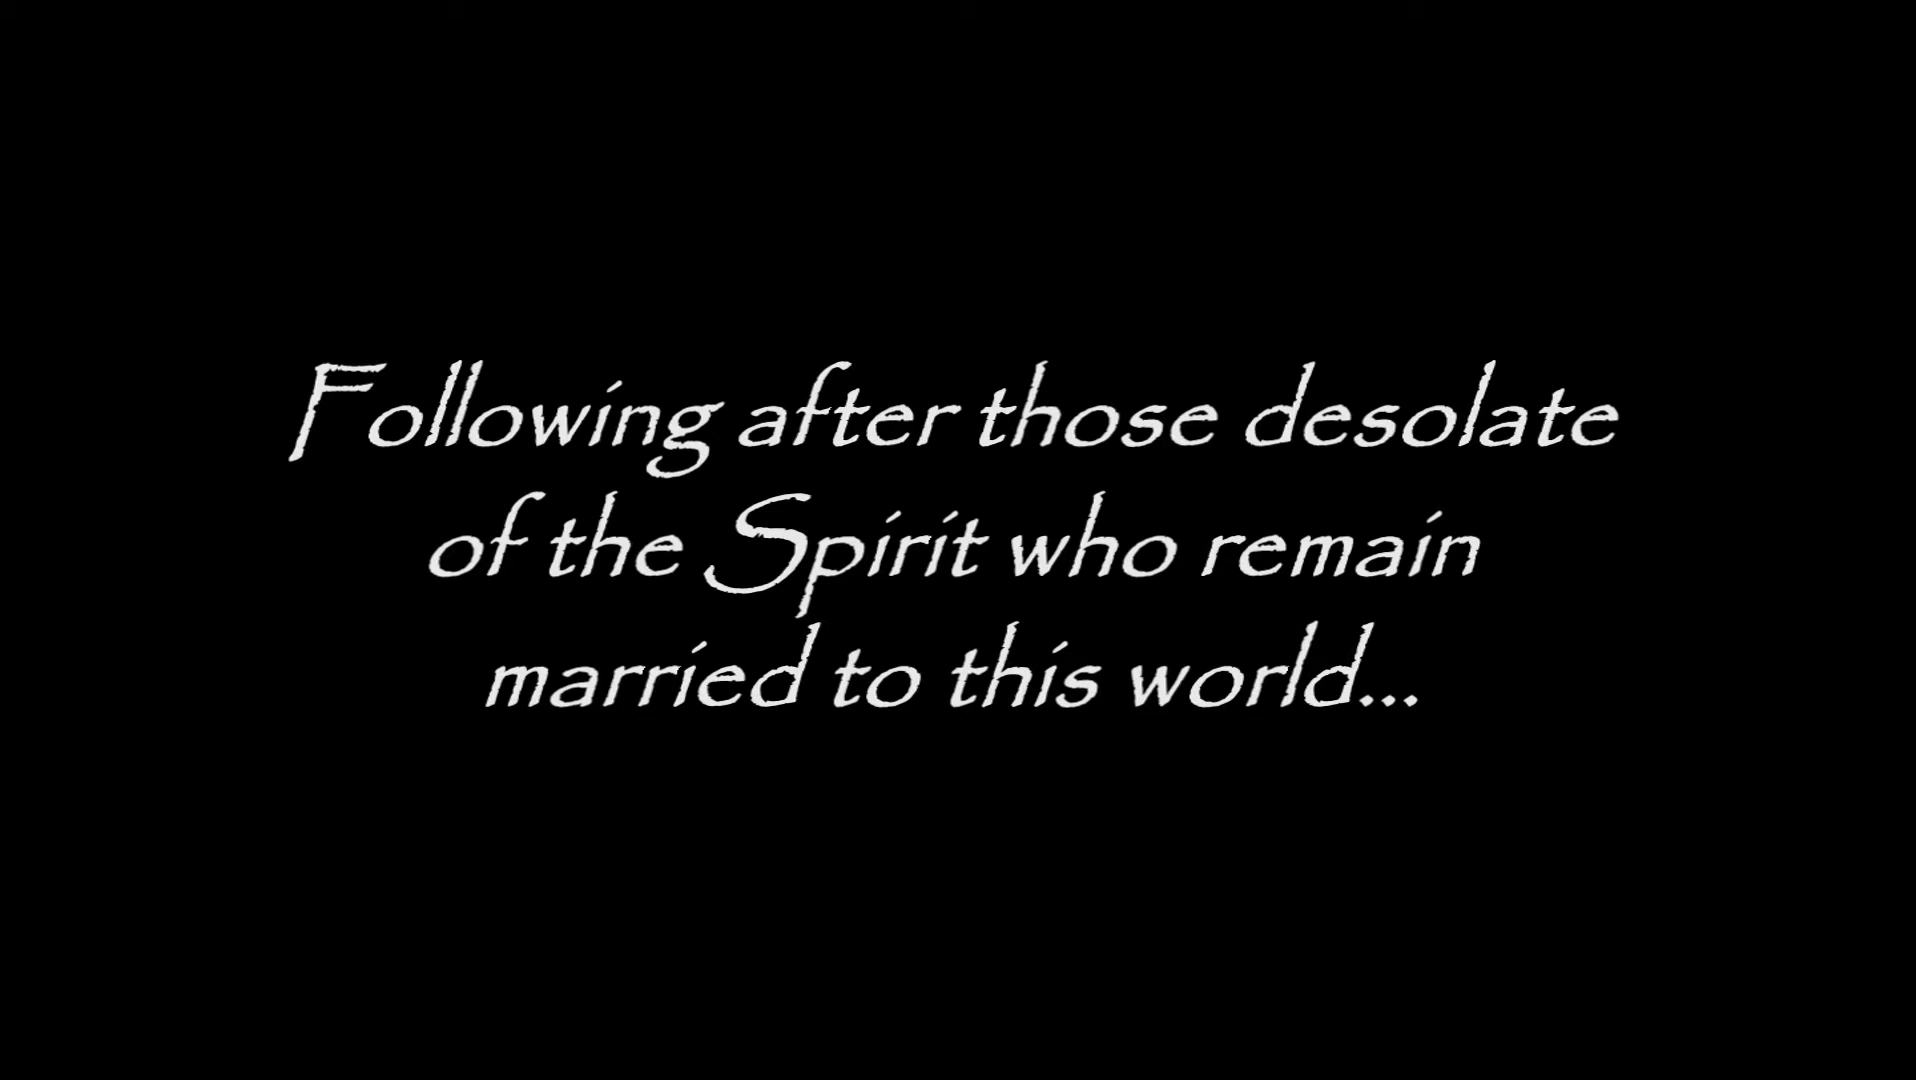 Following after those desolate
of the Spirit who remain
married to this world...